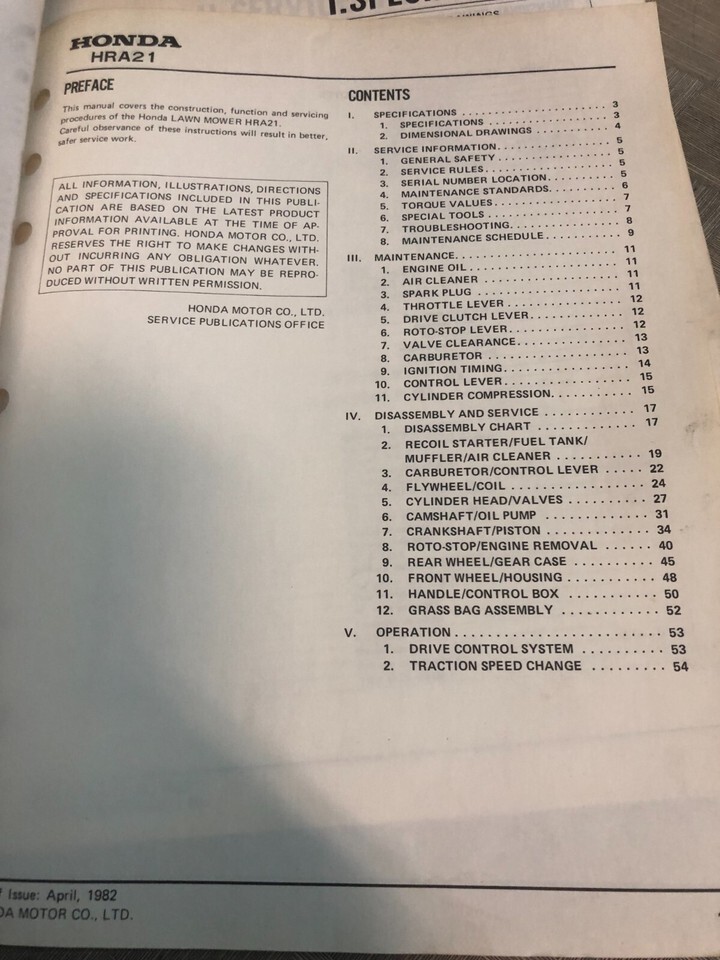 HONDA
HRA21
PREFACE
This manual covers the construction, function and servicing
procedures of the Honda LAWN MOWER HRA21.
Careful observance of these instructions will result in better,
safer service work.
ALL INFORMATION, ILLUSTRATIONS, DIRECTIONS
AND SPECIFICATIONS INCLUDED IN THIS PUBLI-
CATION ARE BASED ON THE LATEST PRODUCT
INFORMATION AVAILABLE AT THE TIME OF AP-
PROVAL FOR PRINTING. HONDA MOTOR CO., LTD.
RESERVES THE RIGHT TO MAKE CHANGES WITH-
OUT INCURRING ANY OBLIGATION WHATEVER.
NO PART OF THIS PUBLICATION MAY BE REPRO-
DUCED WITHOUT WRITTEN PERMISSION.
HONDA MOTOR CO., LTD.
SERVICE PUBLICATIONS OFFICE
CONTENTS
I. SPECIFICATIONS . . . . . . . . . . . . . . . . . . . . . . 3
1. SPECIFICATIONS . . . . . . . . . . . . . . . . . . 3
2. DIMENSIONAL DRAWINGS . . . . . . . . . . . . 4
II. SERVICE INFORMATION. . . . . . . . . . . . . . . . . . 5
1. GENERAL SAFETY . . . . . . . . . . . . . . . . . 5
2. SERVICE RULES. . . . . . . . . . . . . . . . . . . 5
3. SERIAL NUMBER LOCATION. . . . . . . . . . . 5
4. MAINTENANCE STANDARDS. . . . . . . . . . . 6
5. TORQUE VALUES. . . . . . . . . . . . . . . . . . 7
6. SPECIAL TOOLS . . . . . . . . . . . . . . . . . . 7
7. TROUBLESHOOTING. . . . . . . . . . . . . . . . 8
8. MAINTENANCE SCHEDULE. . . . . . . . . . . . 9
III. MAINTENANCE. . . . . . . . . . . . . . . . . . . . . . 11
1. ENGINE OIL. . . . . . . . . . . . . . . . . . . . . 11
2. AIR CLEANER . . . . . . . . . . . . . . . . . . . 11
3. SPARK PLUG . . . . . . . . . . . . . . . . . . . . 11
4. THROTTLE LEVER . . . . . . . . . . . . . . . . 12
5. DRIVE CLUTCH LEVER. . . . . . . . . . . . . . 12
6. ROTO-STOP LEVER. . . . . . . . . . . . . . . . 12
7. VALVE CLEARANCE. . . . . . . . . . . . . . . . 13
8. CARBURETOR . . . . . . . . . . . . . . . . . . . 13
9. IGNITION TIMING. . . . . . . . . . . . . . . . . 14
10. CONTROL LEVER . . . . . . . . . . . . . . . . . 15
11. CYLINDER COMPRESSION. . . . . . . . . . . . 15
IV. DISASSEMBLY AND SERVICE . . . . . . . . . . . . 17
1. DISASSEMBLY CHART . . . . . . . . . . . . . 17
2. RECOIL STARTER/FUEL TANK/
MUFFLER/AIR CLEANER . . . . . . . . . . . 19
3. CARBURETOR/CONTROL LEVER . . . . . 22
4. FLYWHEEL/COIL . . . . . . . . . . . . . . . . . 24
5. CYLINDER HEAD/VALVES . . . . . . . . . . 27
6. CAMSHAFT/OIL PUMP . . . . . . . . . . . . . 31
7. CRANKSHAFT/PISTON . . . . . . . . . . . . . 34
8. ROTO-STOP/ENGINE REMOVAL . . . . . . 40
9. REAR WHEEL/GEAR CASE . . . . . . . . . . 45
10. FRONT WHEEL/HOUSING . . . . . . . . . . . 48
11. HANDLE/CONTROL BOX . . . . . . . . . . . 50
12. GRASS BAG ASSEMBLY . . . . . . . . . . . . 52
V. OPERATION. . . . . . . . . . . . . . . . . . . . . . . . 53
1. DRIVE CONTROL SYSTEM . . . . . . . . . . 53
2. TRACTION SPEED CHANGE . . . . . . . . . 54
Issue: April, 1982
DA MOTOR CO., LTD.